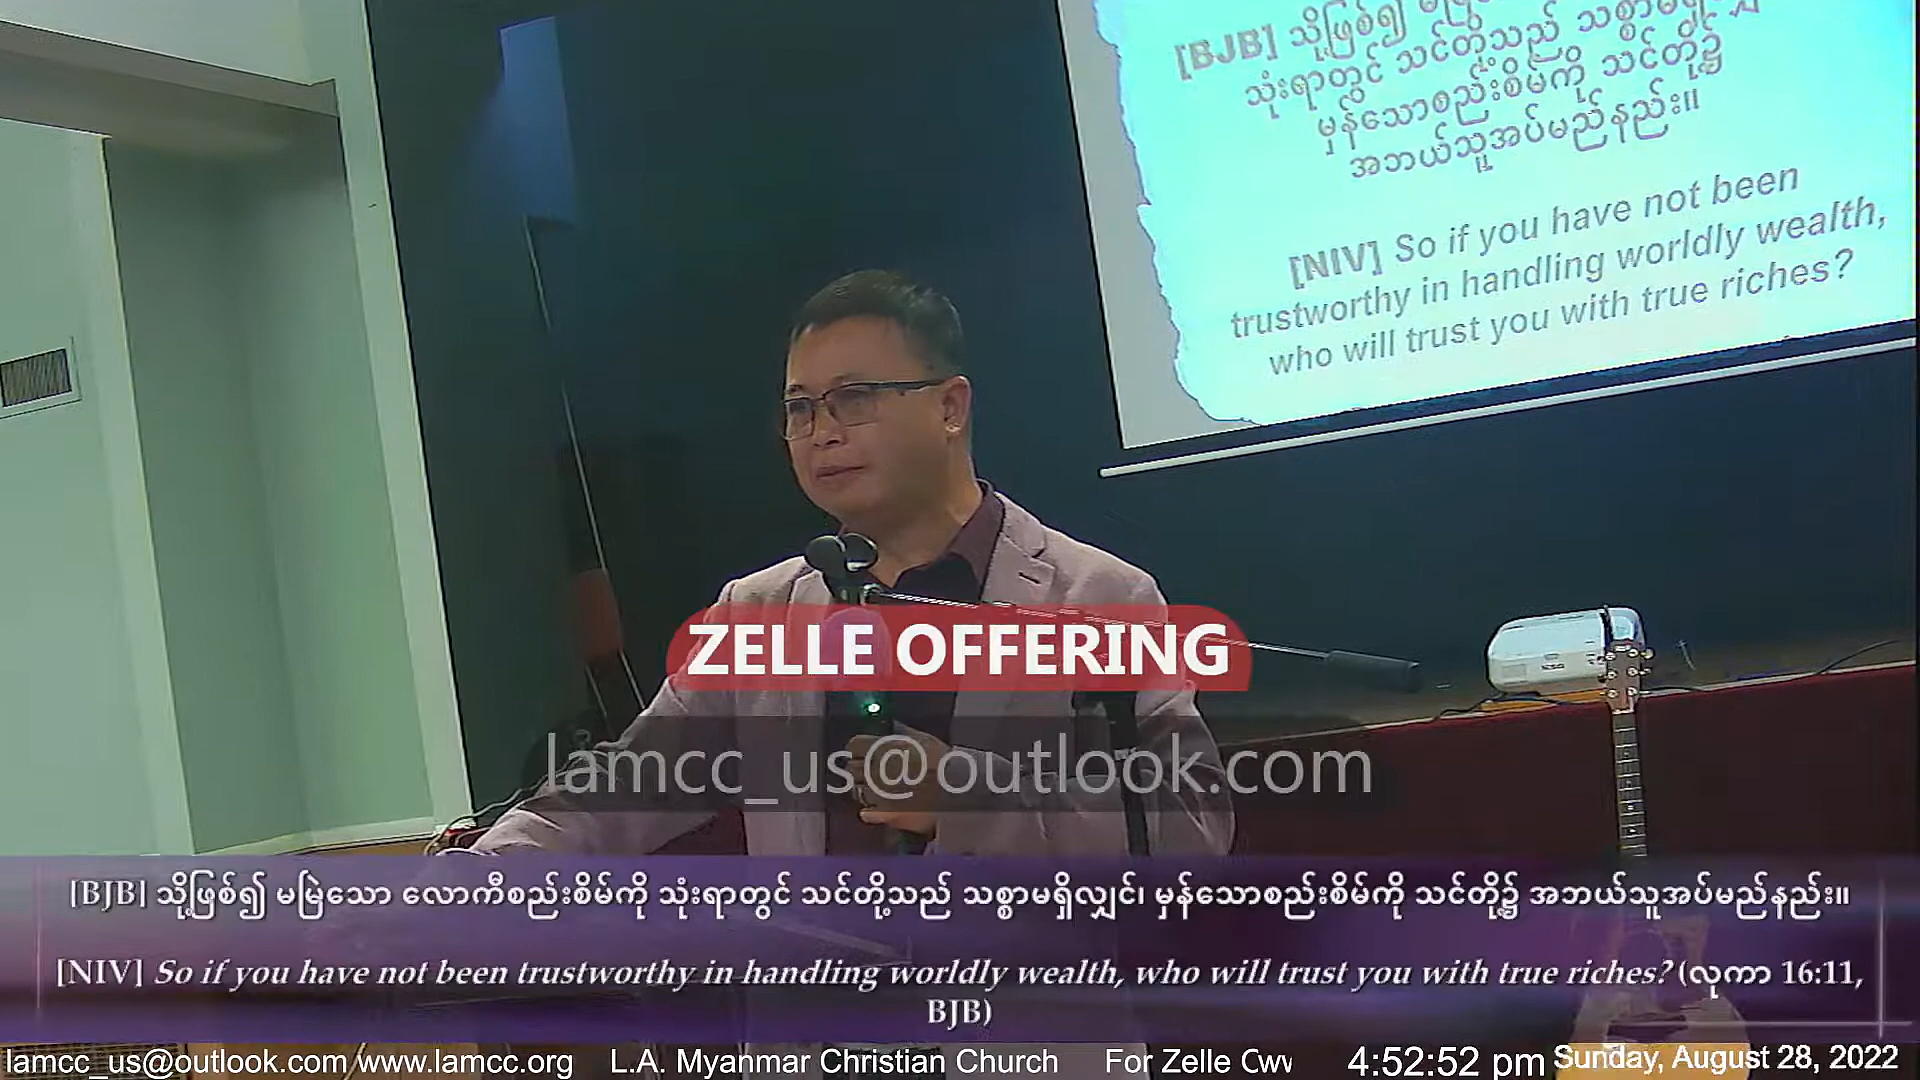 [BJB] သို့ဖြစ်၍
သုံးရာတွင် သင်တို့သည်
မှန်သောစည်းစိမ်ကို သင်တို့၌
အဘယ်သူအပ်မည်နည်း။
[NIV] So if you have not been
trustworthy in handling worldly wealth,
who will trust you with true riches?
ZELLE OFFERING
lamcc_us@outlook.com
[BJB] သို့ဖြစ်၍ မမြဲသော လောကီစည်းစိမ်ကို သုံးရာတွင် သင်တို့သည် သစ္စာမရှိလျှင်၊ မှန်သောစည်းစိမ်ကို သင်တို့၌ အဘယ်သူအပ်မည်နည်း။
[NIV] So if you have not been trustworthy in handling worldly wealth, who will trust you with true riches? (လုကာ 16:11,
BJB)
lamcc_us@outlook.com www.lamcc.org L.A. Myanmar Christian Church For Zelle 4:52:52 pm Sunday, August 28, 2022